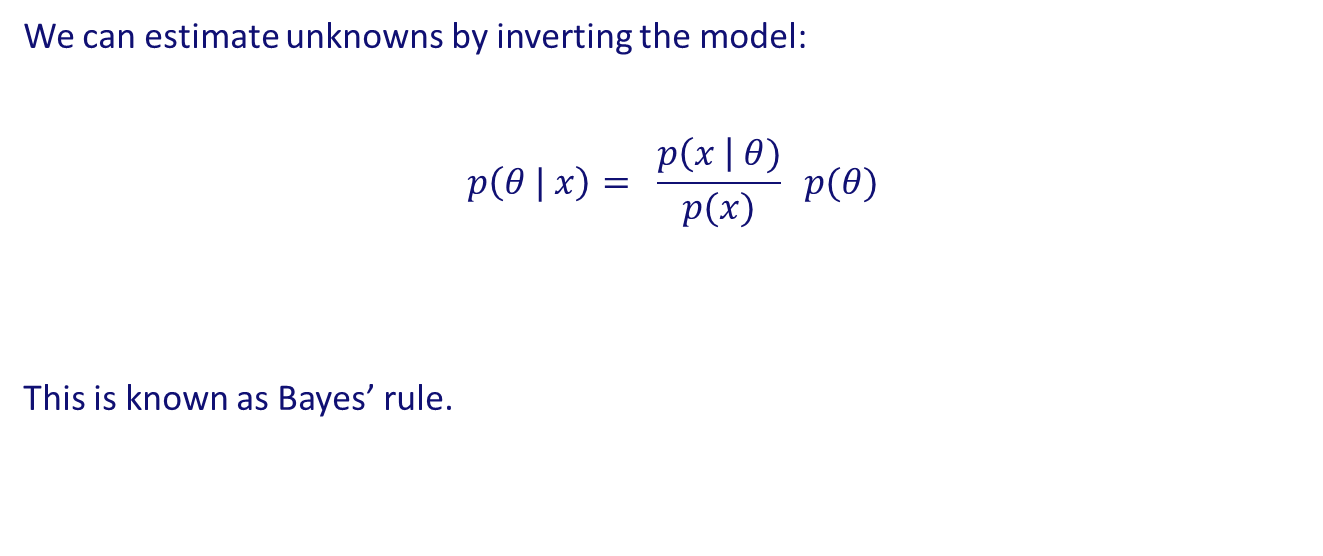 We can estimate unknowns by inverting the model:
p(θ | x) = p(x | θ) / p(x) p(θ)
This is known as Bayes’ rule.